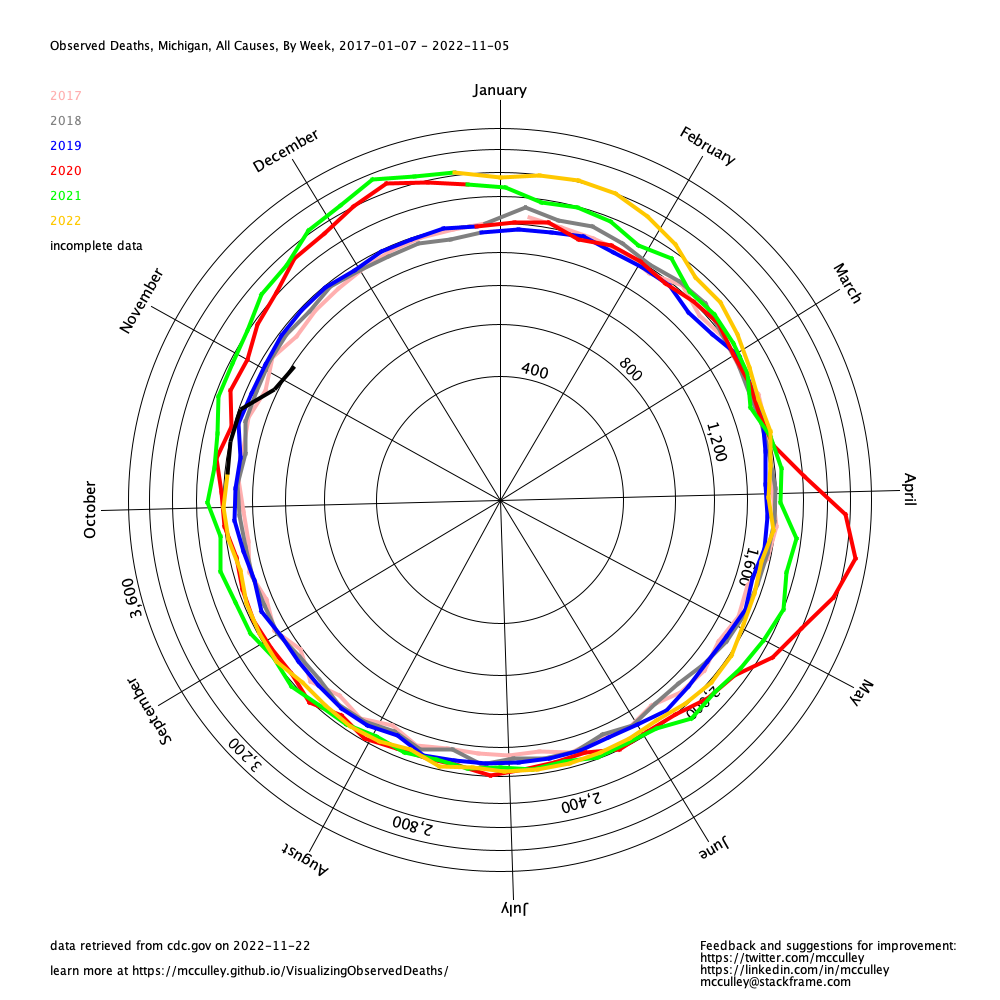 Observed Deaths, Michigan, All Causes, By Week, 2017-01-07 - 2022-11-05
2017
2018
2019
2020
2021
2022
incomplete data
January
February
March
April
May
June
July
August
September
October
November
December
400
800
1,200
1,600
2,000
2,400
2,800
3,200
3,600
data retrieved from cdc.gov on 2022-11-22
learn more at https://mcculley.github.io/VisualizingObservedDeaths/
Feedback and suggestions for improvement:
https://twitter.com/mcculley
https://linkedin.com/in/mcculley
mcculley@stackframe.com